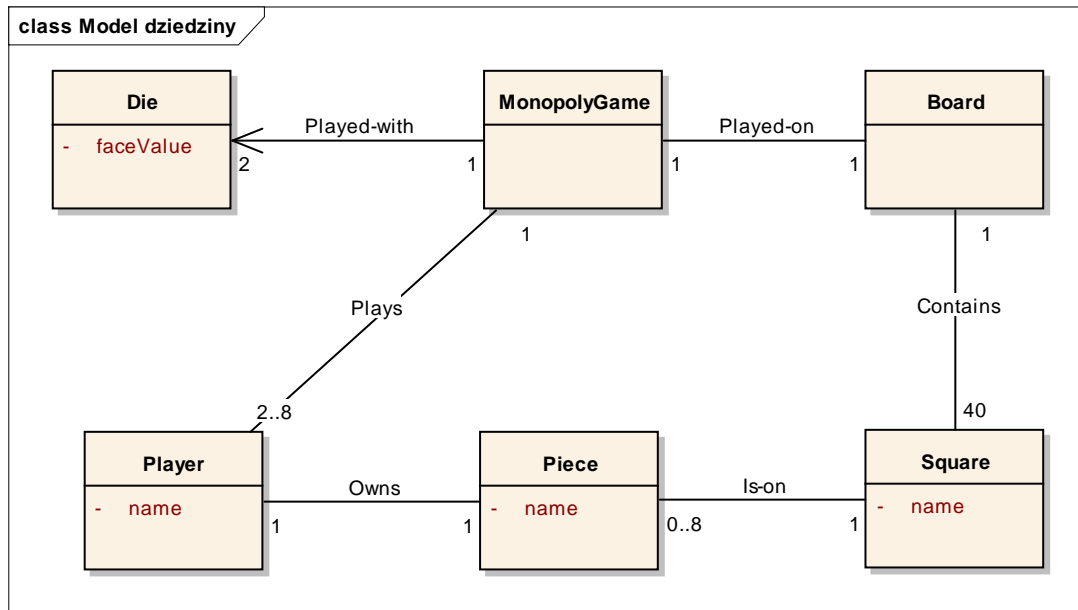 class Model dziedziny
Die
- faceValue
MonopolyGame
Board
Played-with
2
1
Played-on
1
1
1
Plays
2..8
1
Contains
40
Player
- name
Owns
1
1
Piece
- name
Is-on
0..8
1
Square
- name